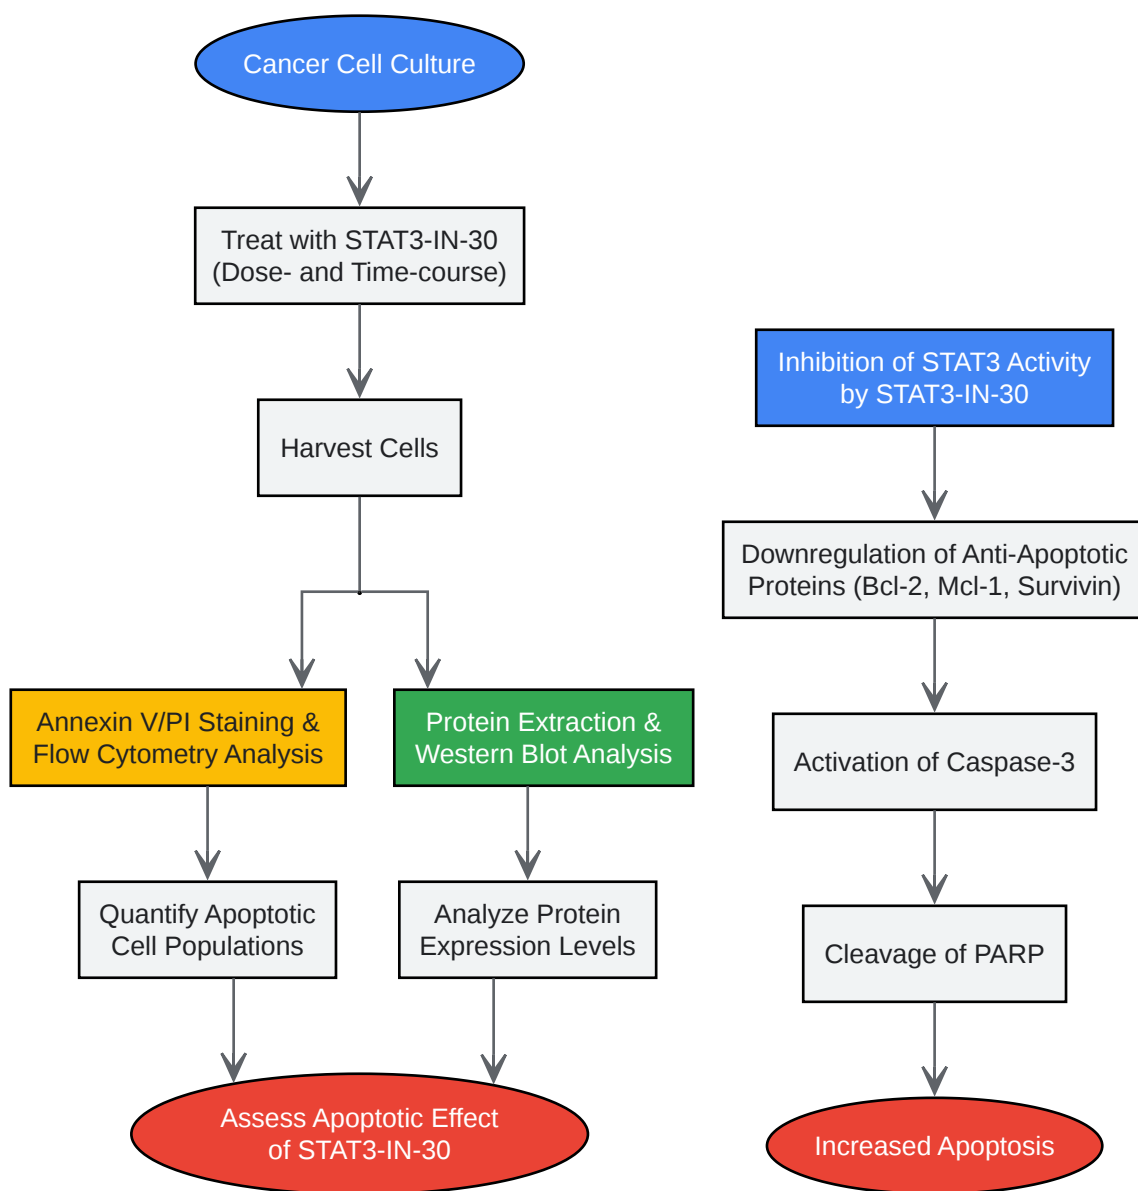 Cancer Cell Culture
Treat with STAT3-IN-30
(Dose- and Time-course)
Harvest Cells
Annexin V/PI Staining &
Flow Cytometry Analysis
Protein Extraction &
Western Blot Analysis
Quantify Apoptotic
Cell Populations
Analyze Protein
Expression Levels
Assess Apoptotic Effect
of STAT3-IN-30
Inhibition of STAT3 Activity
by STAT3-IN-30
Downregulation of Anti-Apoptotic
Proteins (Bcl-2, Mcl-1, Survivin)
Activation of Caspase-3
Cleavage of PARP
Increased Apoptosis